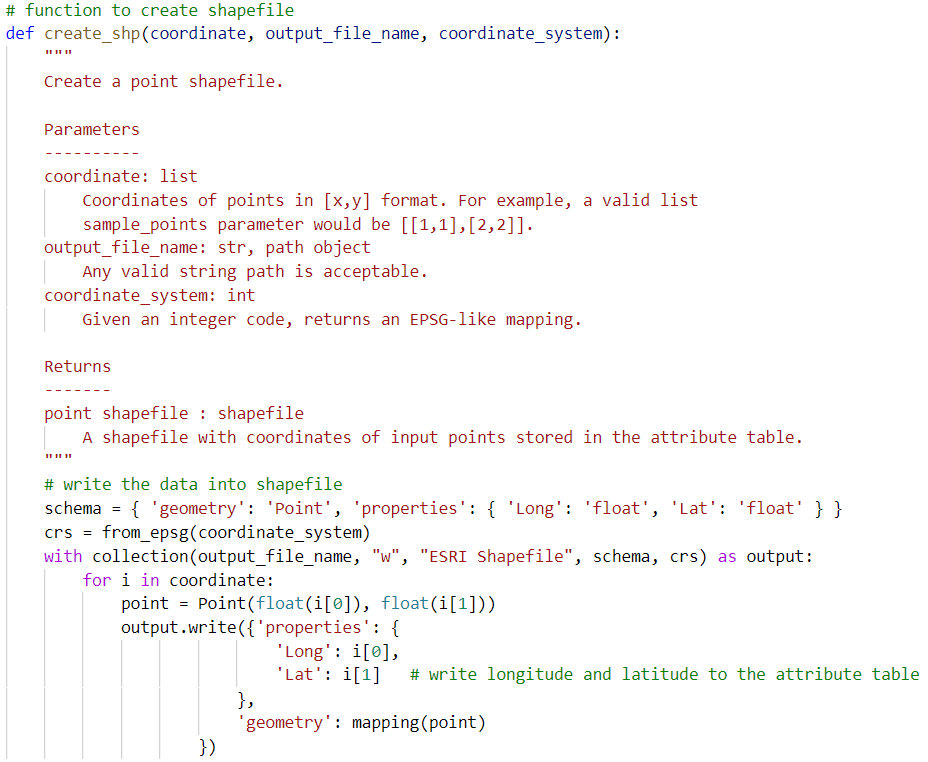 # function to create shapefile
def create_shp(coordinate, output_file_name, coordinate_system):
    """
    Create a point shapefile.

    Parameters
    ----------
    coordinate: list
        Coordinates of points in [x,y] format. For example, a valid list
        sample_points parameter would be [[1,1],[2,2]].
    output_file_name: str, path object
        Any valid string path is acceptable.
    coordinate_system: int
        Given an integer code, returns an EPSG-like mapping.

    Returns
    -------
    point shapefile : shapefile
        A shapefile with coordinates of input points stored in the attribute table.
    """
    # write the data into shapefile
    schema = { 'geometry': 'Point', 'properties': { 'Long': 'float', 'Lat': 'float' } }
    crs = from_epsg(coordinate_system)
    with collection(output_file_name, "w", "ESRI Shapefile", schema, crs) as output:
        for i in coordinate:
            point = Point(float(i[0]), float(i[1]))
            output.write({'properties': {
                            'Long': i[0],
                            'Lat': i[1]   # write longitude and latitude to the attribute table
                        },
                        'geometry': mapping(point)
                    })